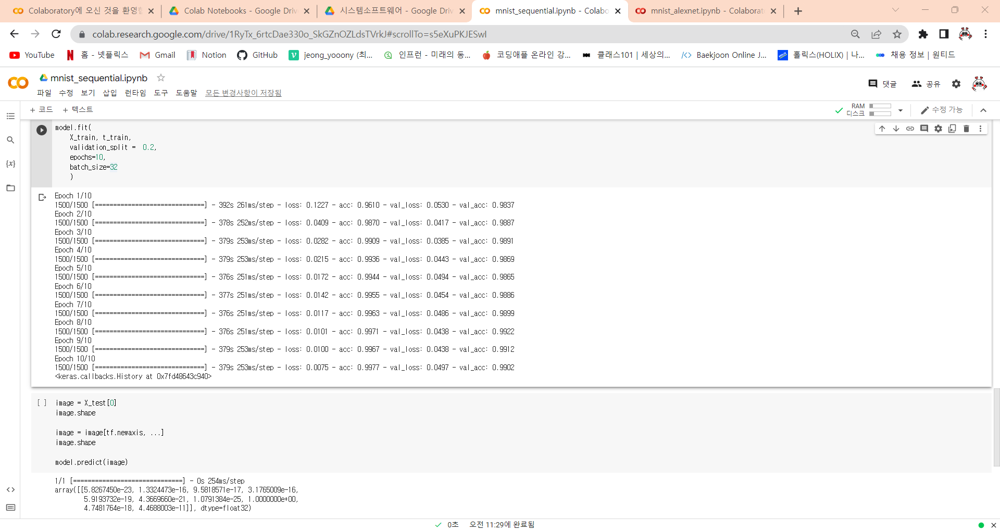 Colaboratory에 오신 것을 환영합
Colab Notebooks - Google Driv
시스템소프트웨어 - Google Driv
mnist_sequential.ipynb - Colabo
mnist_alexnet.ipynb - Colaborat
colab.research.google.com/drive/1RyTx_6rtcDae330o_SkGZnOZLdsTVrkJ#scrollTo=s5eXuPKJESwI
YouTube 홈 - 넷플릭스 Gmail Notion GitHub jeong_yooony (최... 인프런 - 미래의 동... 코딩애플 온라인 강... 클래스101 | 세상의... Baekjoon Online J... 홀릭스(HOLIX) | 나... 채용 정보 | 원티드
mnist_sequential.ipynb
댓글 공유
파일 수정 보기 삽입 런타임 도구 도움말 모든 변경사항이 저장됨
+ 코드 + 텍스트
RAM
디스크
수정 가능
model.fit(
    X_train, t_train,
    validation_split =  0.2,
    epochs=10,
    batch_size=32
    )
Epoch 1/10
1500/1500 [==============================] - 392s 261ms/step - loss: 0.1227 - acc: 0.9610 - val_loss: 0.0530 - val_acc: 0.9837
Epoch 2/10
1500/1500 [==============================] - 378s 252ms/step - loss: 0.0409 - acc: 0.9870 - val_loss: 0.0417 - val_acc: 0.9887
Epoch 3/10
1500/1500 [==============================] - 379s 253ms/step - loss: 0.0282 - acc: 0.9909 - val_loss: 0.0385 - val_acc: 0.9891
Epoch 4/10
1500/1500 [==============================] - 379s 253ms/step - loss: 0.0215 - acc: 0.9936 - val_loss: 0.0443 - val_acc: 0.9869
Epoch 5/10
1500/1500 [==============================] - 376s 251ms/step - loss: 0.0172 - acc: 0.9944 - val_loss: 0.0494 - val_acc: 0.9865
Epoch 6/10
1500/1500 [==============================] - 377s 251ms/step - loss: 0.0142 - acc: 0.9955 - val_loss: 0.0454 - val_acc: 0.9886
Epoch 7/10
1500/1500 [==============================] - 376s 251ms/step - loss: 0.0117 - acc: 0.9963 - val_loss: 0.0486 - val_acc: 0.9899
Epoch 8/10
1500/1500 [==============================] - 376s 251ms/step - loss: 0.0101 - acc: 0.9971 - val_loss: 0.0438 - val_acc: 0.9922
Epoch 9/10
1500/1500 [==============================] - 379s 253ms/step - loss: 0.0100 - acc: 0.9967 - val_loss: 0.0438 - val_acc: 0.9912
Epoch 10/10
1500/1500 [==============================] - 379s 253ms/step - loss: 0.0075 - acc: 0.9977 - val_loss: 0.0497 - val_acc: 0.9902
<keras.callbacks.History at 0x7fd48643c940>
[ ] image = X_test[0]
image.shape
image = image[tf.newaxis, ...]
image.shape
model.predict(image)
1/1 [==============================] - 0s 254ms/step
array([[5.8267450e-23, 1.3324473e-16, 9.5818571e-17, 3.1765009e-16,
        5.9193732e-19, 4.3669660e-21, 1.0791384e-25, 1.0000000e+00,
        4.7481764e-18, 4.4688003e-11]], dtype=float32)
0초 오전 11:29에 완료됨